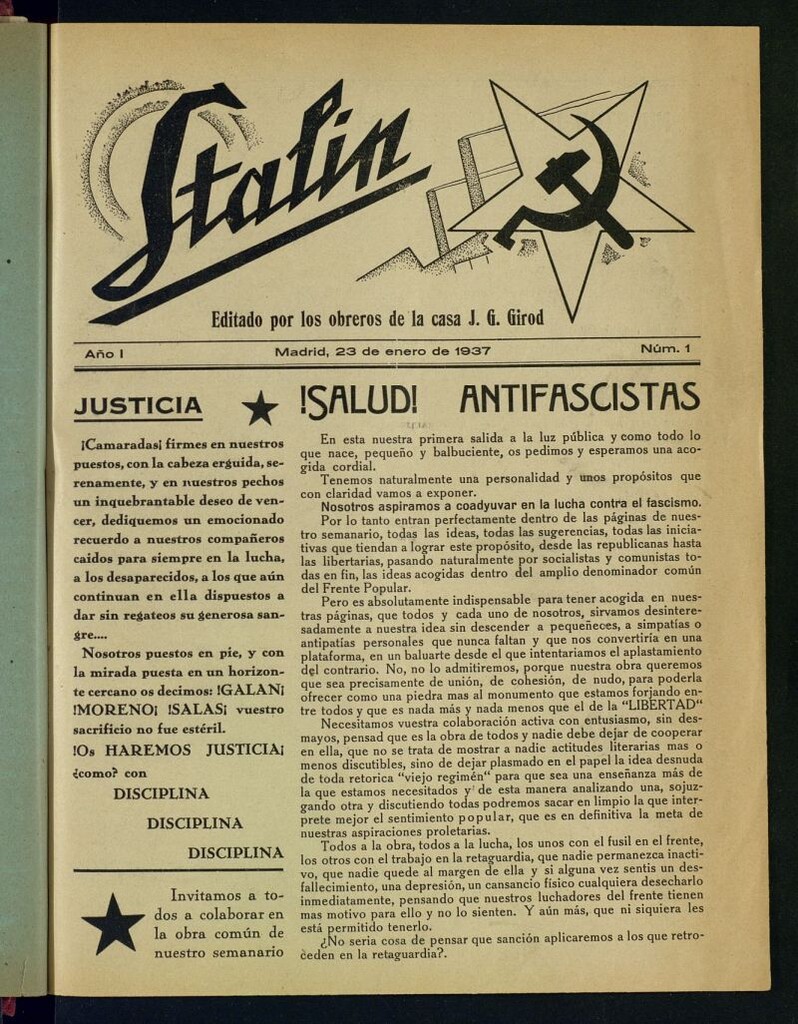 Stalin
Editado por los obreros de la casa J. G. Girod
Año I
Madrid, 23 de enero de 1937
Núm. 1
JUSTICIA
¡Camaradas¡ firmes en nuestros
puestos, con la cabeza erguida, se-
renamente, y en nuestros pechos
un inquebrantable deseo de ven-
cer, dediquemos un emocionado
recuerdo a nuestros compañeros
caidos para siempre en la lucha,
a los desaparecidos, a los que aún
continuan en ella dispuestos a
dar sin regateos su generosa san-
gre....
Nosotros puestos en pie, y con
la mirada puesta en un horizon-
te cercano os decimos: !GALAN¡
!MORENO¡ !SALAS¡ vuestro
sacrificio no fue estéril.
!Os HAREMOS JUSTICIA¡
¿como? con
DISCIPLINA
DISCIPLINA
DISCIPLINA
Invitamos a to-
dos a colaborar en
la obra común de
nuestro semanario
!SALUD! ANTIFASCISTAS
En esta nuestra primera salida a la luz pública y como todo lo
que nace, pequeño y balbuciente, os pedimos y esperamos una aco-
gida cordial.
Tenemos naturalmente una personalidad y unos propósitos que
con claridad vamos a exponer.
Nosotros aspiramos a coadyuvar en la lucha contra el fascismo.
Por lo tanto entran perfectamente dentro de las páginas de nues-
tro semanario, todas las ideas, todas las sugerencias, todas las inicia-
tivas que tiendan a lograr este propósito, desde las republicanas hasta
las libertarias, pasando naturalmente por socialistas y comunistas to-
das en fin, las ideas acogidas dentro del amplio denominador común
del Frente Popular.
Pero es absolutamente indispensable para tener acogida en nues-
tras páginas, que todos y cada uno de nosotros, sirvamos desintere-
sadamente a nuestra idea sin descender a pequeñeces, a simpatías o
antipatías personales que nunca faltan y que nos convertiría en una
plataforma, en un baluarte desde el que intentariamos el aplastamiento
del contrario. No, no lo admitiremos, porque nuestra obra queremos
que sea precisamente de unión, de cohesión, de nudo, para poderla
ofrecer como una piedra mas al monumento que estamos forjando en-
tre todos y que es nada más y nada menos que el de la "LIBERTAD"
Necesitamos vuestra colaboración activa con entusiasmo, sin des-
mayos, pensad que es la obra de todos y nadie debe dejar de cooperar
en ella, que no se trata de mostrar a nadie actitudes literarias mas o
menos discutibles, sino de dejar plasmado en el papel la idea desnuda
de toda retorica "viejo regimén" para que sea una enseñanza más de
la que estamos necesitados y de esta manera analizando una, sojuz-
gando otra y discutiendo todas podremos sacar en limpio la que inter-
prete mejor el sentimiento popular, que es en definitiva la meta de
nuestras aspiraciones proletarias.
Todos a la obra, todos a la lucha, los unos con el fusil en el frente,
los otros con el trabajo en la retaguardia, que nadie permanezca inacti-
vo, que nadie quede al margen de ella y si alguna vez sentis un des-
fallecimiento, una depresión, un cansancio físico cualquiera desecharlo
inmediatamente, pensando que nuestros luchadores del frente tienen
mas motivo para ello y no lo sienten. Y aún más, que ni siquiera les
está permitido tenerlo.
¿No seria cosa de pensar que sanción aplicaremos a los que retro-
ceden en la retaguardia?.